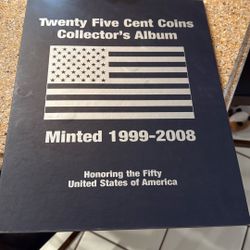 Twenty Five Cent Coins
Collector's Album
Minted 1999-2008
Honoring the Fifty
United States of America